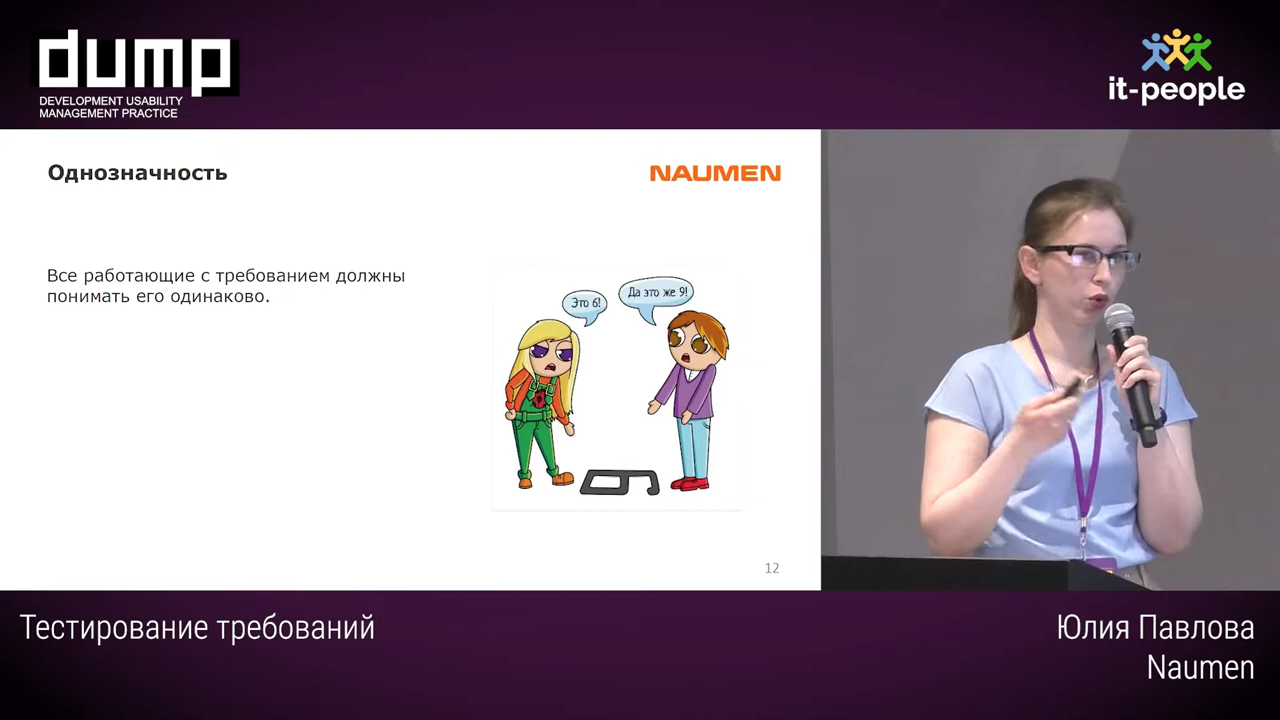 dump
DEVELOPMENT USABILITY
MANAGEMENT PRACTICE
it-people
Однозначность
NAUMEN
Все работающие с требованием должны
понимать его одинаково.
Это 6!
Да это же 9!
12
Тестирование требований
Юлия Павлова
Naumen